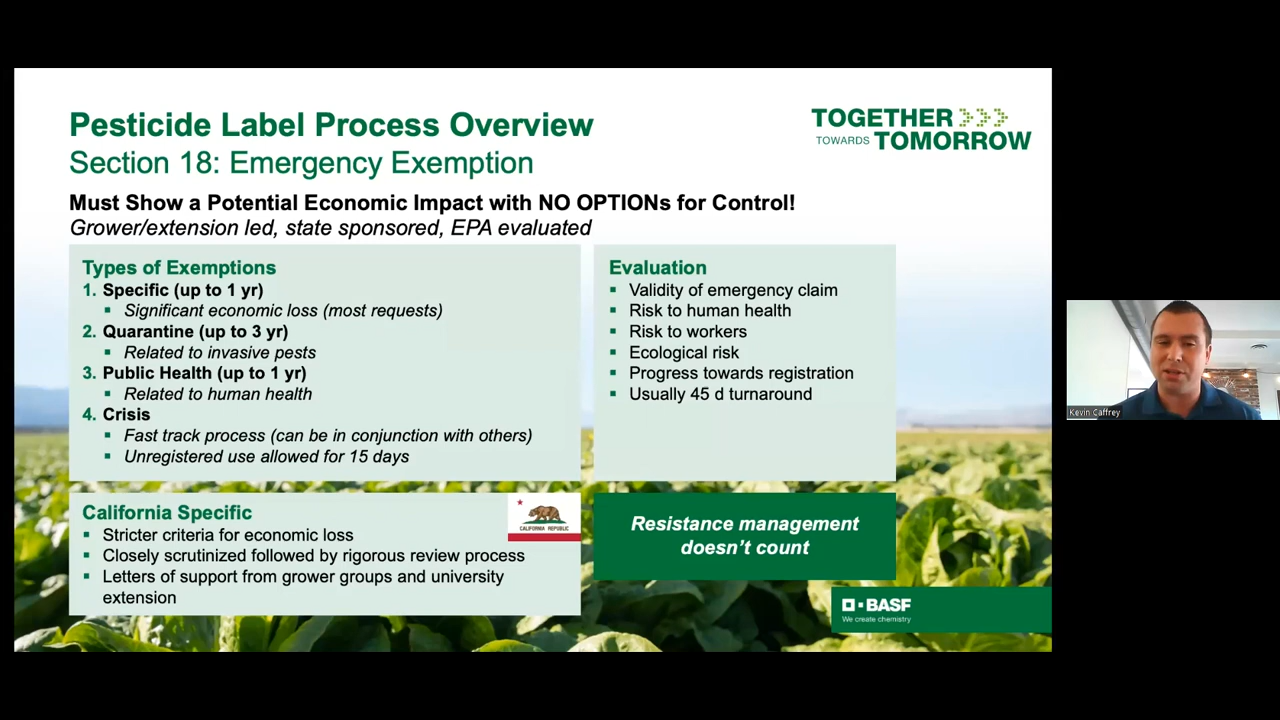 Pesticide Label Process Overview
Section 18: Emergency Exemption
TOGETHER
TOWARDS TOMORROW
Must Show a Potential Economic Impact with NO OPTIONs for Control!
Grower/extension led, state sponsored, EPA evaluated
Types of Exemptions
1. Specific (up to 1 yr)
▪ Significant economic loss (most requests)
2. Quarantine (up to 3 yr)
▪ Related to invasive pests
3. Public Health (up to 1 yr)
▪ Related to human health
4. Crisis
▪ Fast track process (can be in conjunction with others)
▪ Unregistered use allowed for 15 days
Evaluation
▪ Validity of emergency claim
▪ Risk to human health
▪ Risk to workers
▪ Ecological risk
▪ Progress towards registration
▪ Usually 45 d turnaround
California Specific
▪ Stricter criteria for economic loss
▪ Closely scrutinized followed by rigorous review process
▪ Letters of support from grower groups and university
extension
CALIFORNIA REPUBLIC
Resistance management
doesn't count
BASF
We create chemistry
Kevin Caffrey